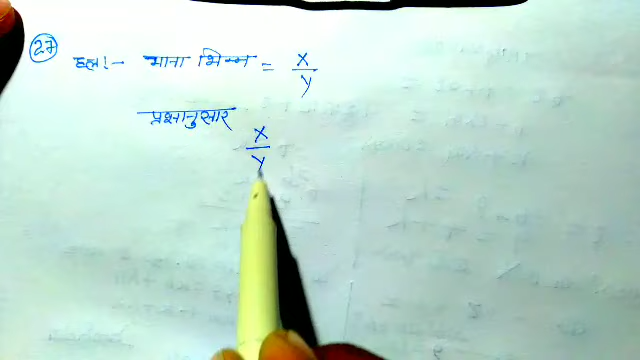 (27) हल!- माना भिन्न = x/y
प्रश्नानुसार
x/y